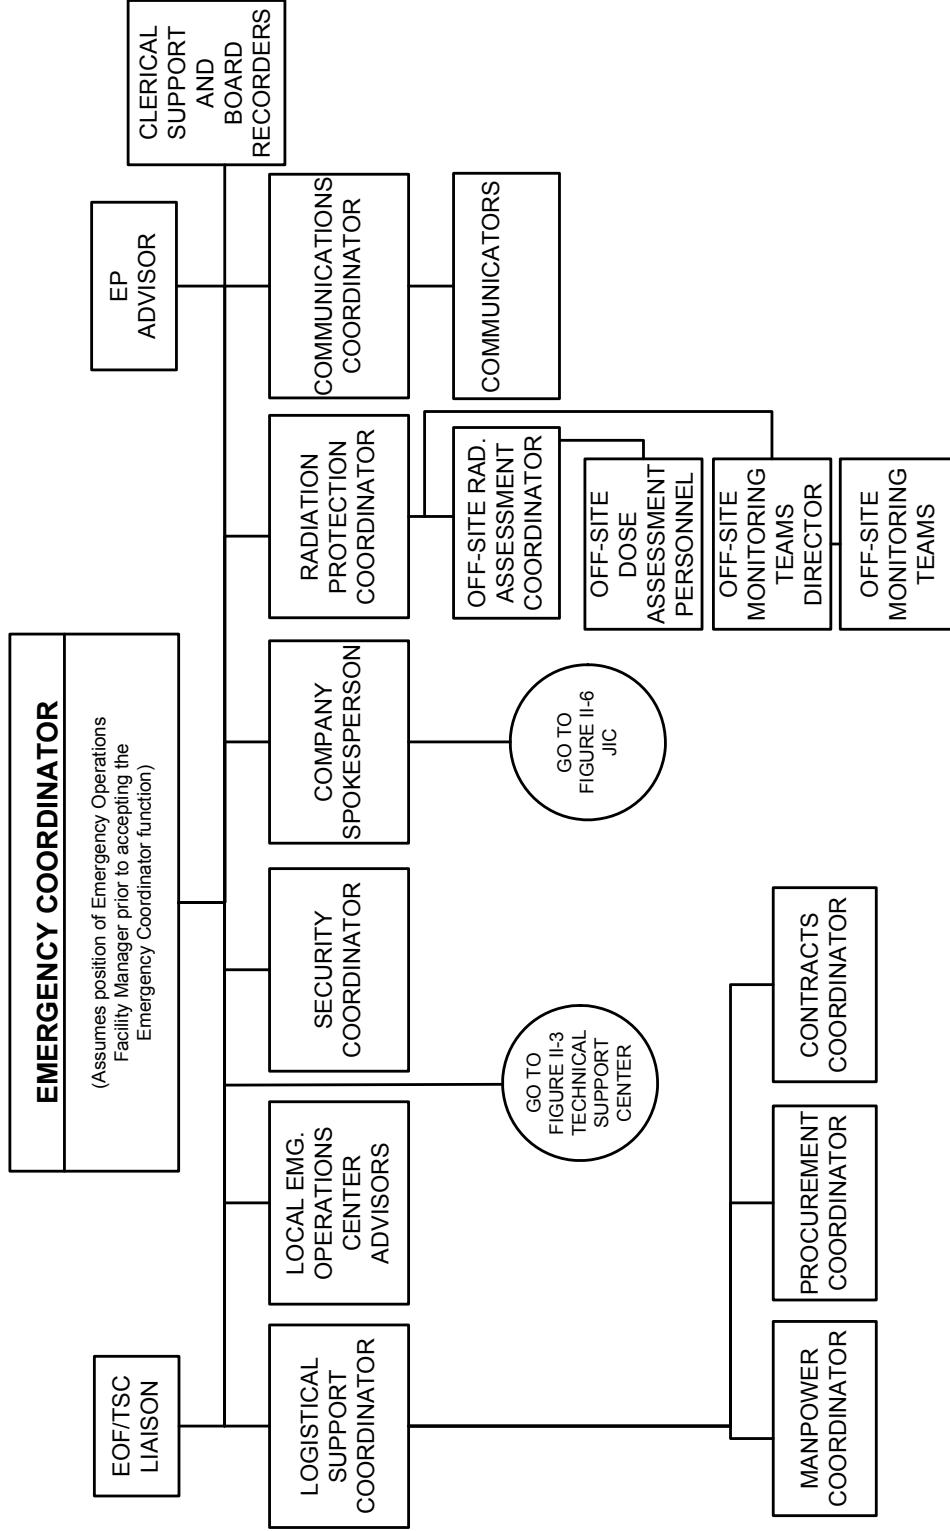 EMERGENCY COORDINATOR
(Assumes position of Emergency Operations
Facility Manager prior to accepting the
Emergency Coordinator function)
EOF/TSC
LIAISON
EP
ADVISOR
CLERICAL
SUPPORT
AND
BOARD
RECORDERS
LOGISTICAL
SUPPORT
COORDINATOR
LOCAL EMG.
OPERATIONS
CENTER
ADVISORS
SECURITY
COORDINATOR
COMPANY
SPOKESPERSON
RADIATION
PROTECTION
COORDINATOR
COMMUNICATIONS
COORDINATOR
GO TO
FIGURE II-3
TECHNICAL
SUPPORT
CENTER
GO TO
FIGURE II-6
JIC
OFF-SITE RAD.
ASSESSMENT
COORDINATOR
COMMUNICATORS
OFF-SITE
DOSE
ASSESSMENT
PERSONNEL
OFF-SITE
MONITORING
TEAMS
DIRECTOR
OFF-SITE
MONITORING
TEAMS
MANPOWER
COORDINATOR
PROCUREMENT
COORDINATOR
CONTRACTS
COORDINATOR